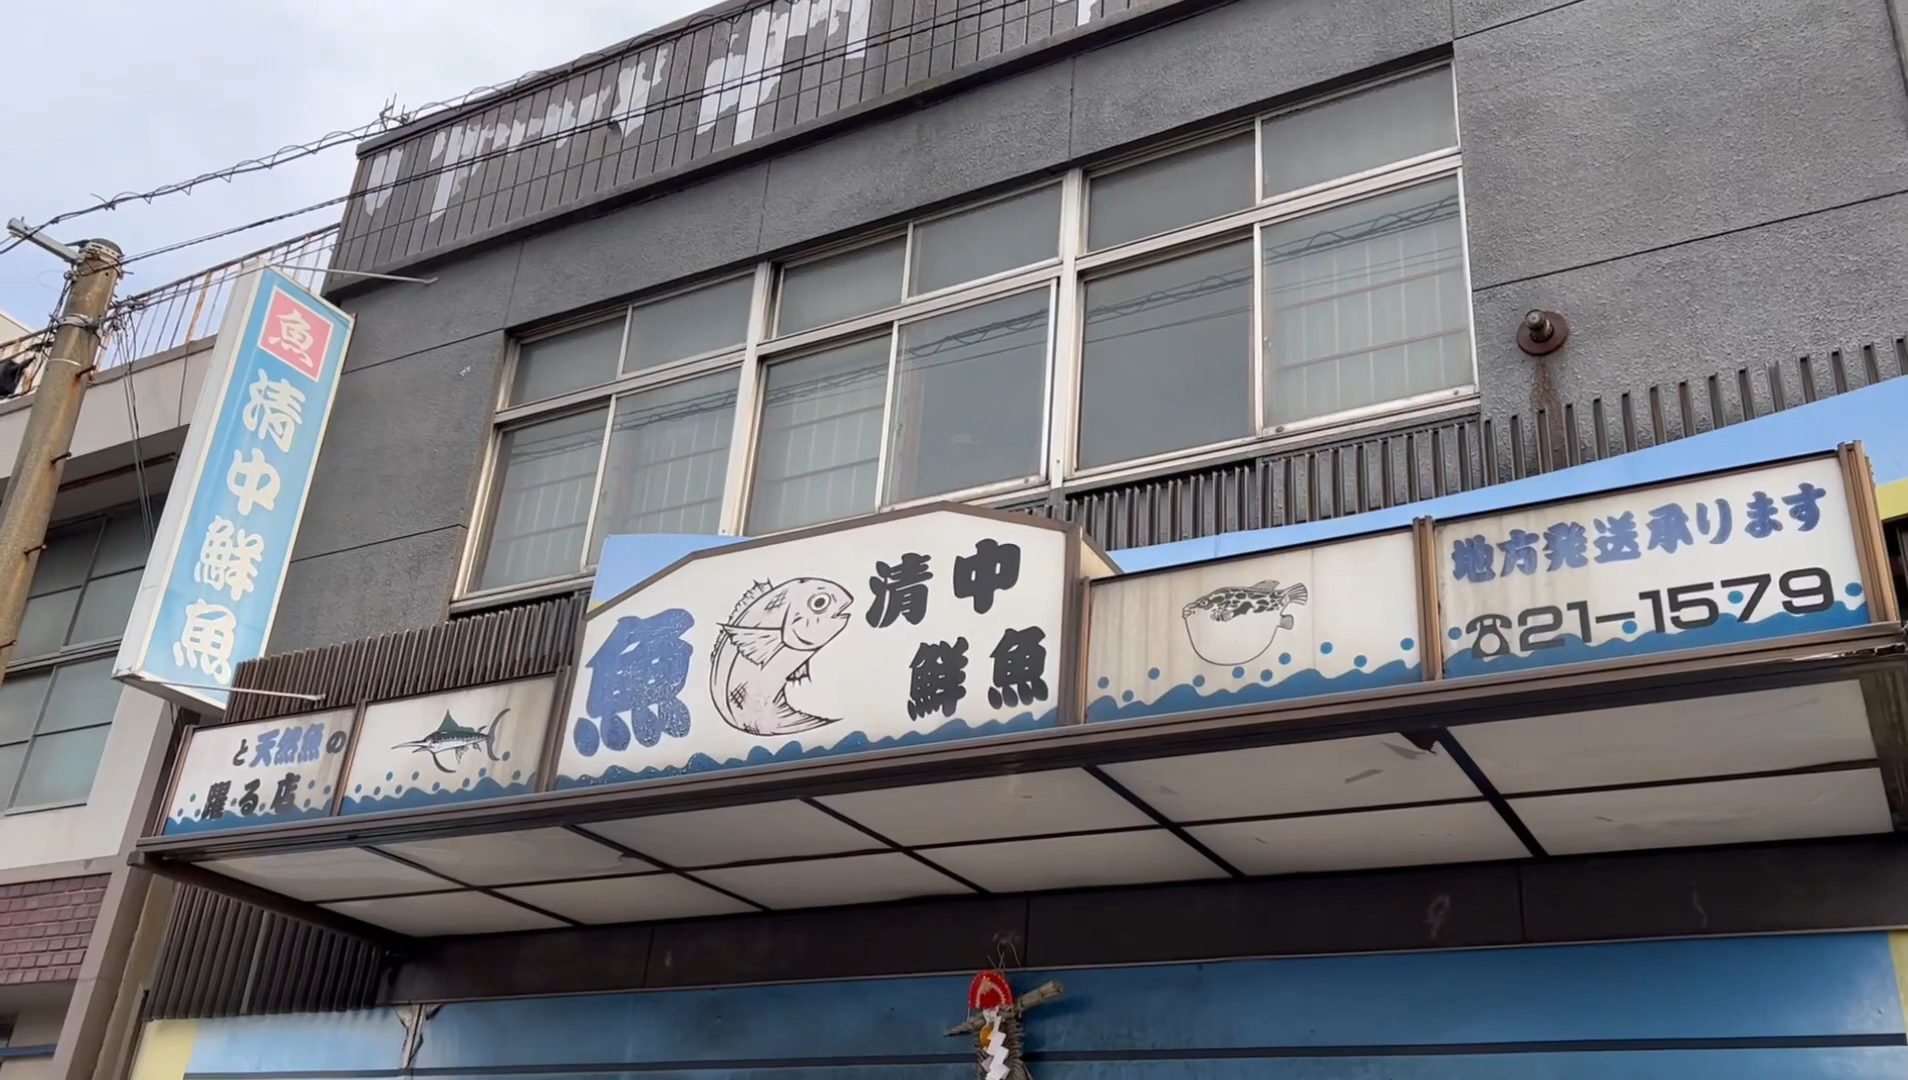 魚
清中鮮魚
と天然魚の
躍る店
魚
清中
鮮魚
地方発送承ります
☎21-1579